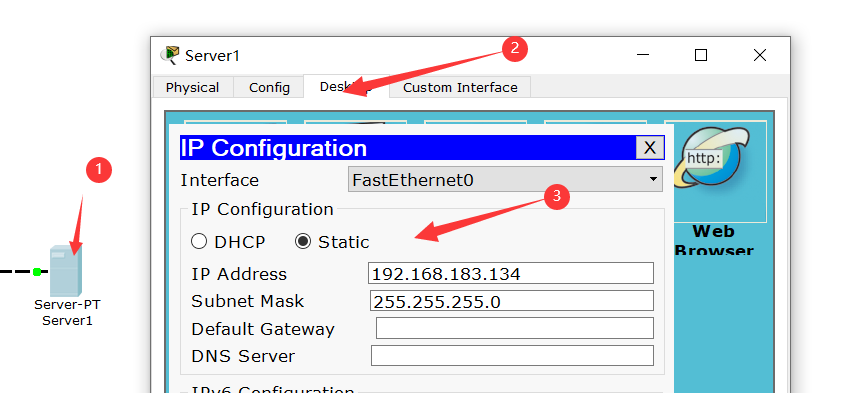 Server1
2
Physical
Config
Custom Interface
IP Configuration
X
http:
Interface
FastEthernet0
1
3
IP Configuration
DHCP
Static
Web
Browser
IP Address
192.168.183.134
Subnet Mask
255.255.255.0
Server-PT
Server1
Default Gateway
DNS Server
IPv6 Configuration